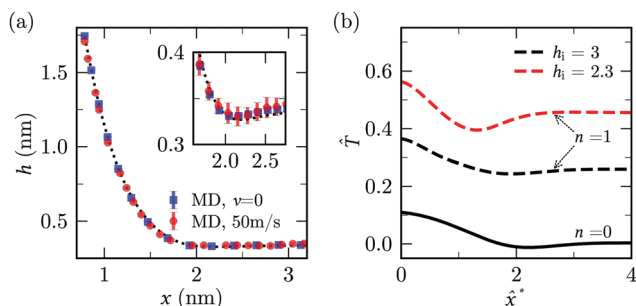 (a)
h (nm)
1.5
1.0
0.5
0.4
0.3
2.0
2.5
MD, v=0
MD, 50m/s
1
2
3
x (nm)
(b)
T̂
0.6
0.4
0.2
0.0
h_i = 3
h_i = 2.3
n = 1
n = 0
0
1
2
3
4
x̂*